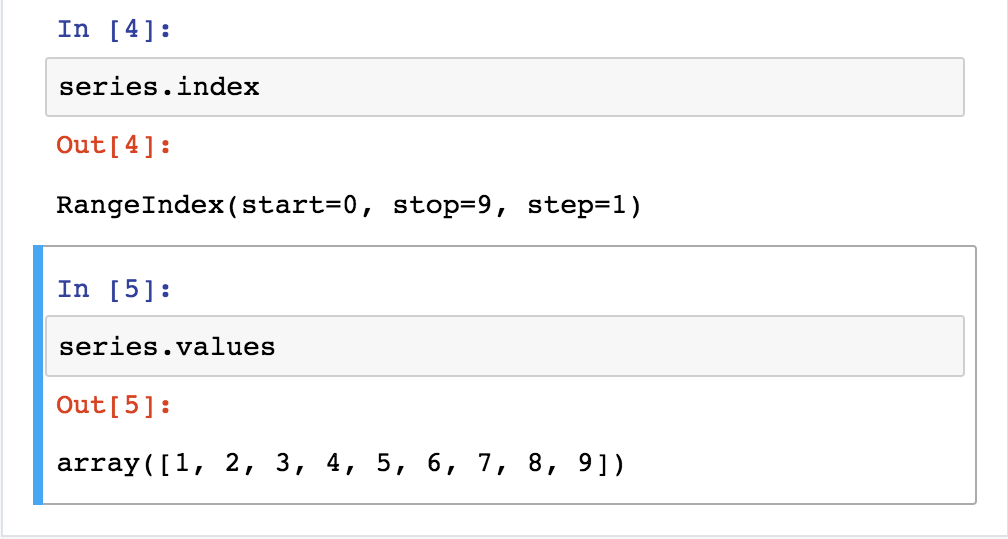 In [4]:
series.index
Out[4]:
RangeIndex(start=0, stop=9, step=1)
In [5]:
series.values
Out[5]:
array([1, 2, 3, 4, 5, 6, 7, 8, 9])